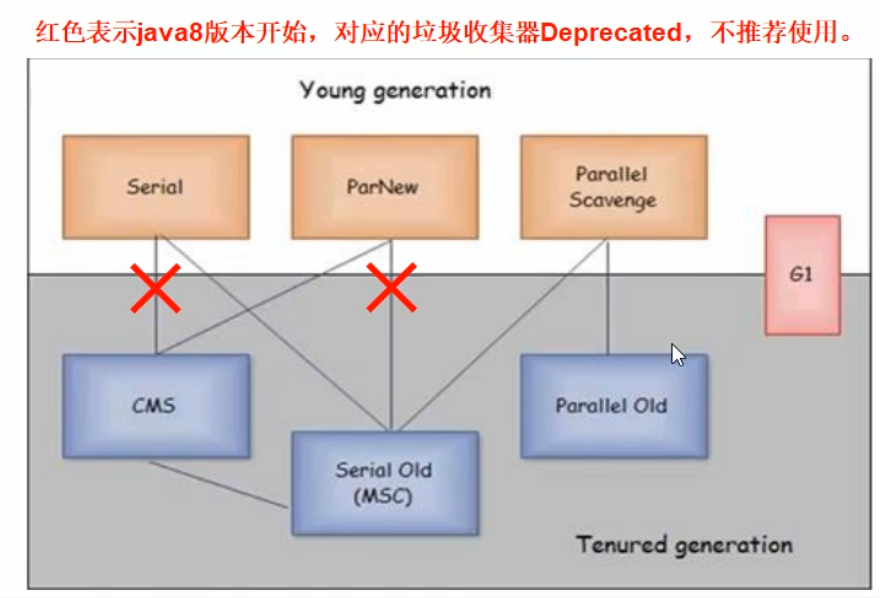 红色表示java8版本开始，对应的垃圾收集器Deprecated，不推荐使用。
Young generation
Serial
ParNew
Parallel
Scavenge
G1
CMS
Serial Old
(MSC)
Parallel Old
Tenured generation